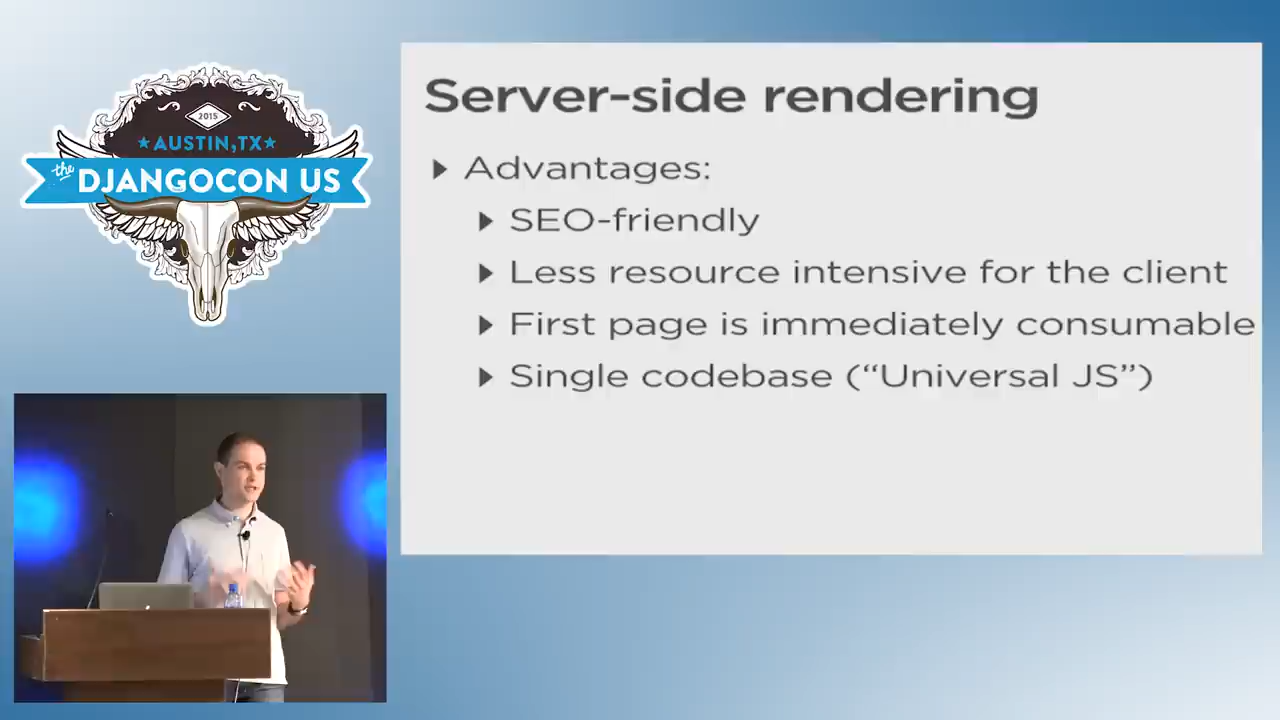 2015
AUSTIN, TX
the
DJANGOCON US
Server-side rendering
Advantages:
SEO-friendly
Less resource intensive for the client
First page is immediately consumable
Single codebase (“Universal JS”)